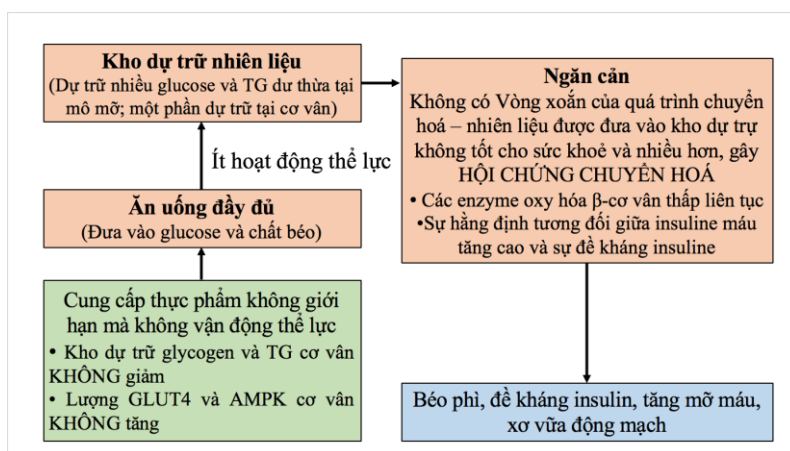 Kho dự trữ nhiên liệu
(Dự trữ nhiều glucose và TG dư thừa tại
mô mỡ; một phần dự trữ tại cơ vân)
Ít hoạt động thể lực
Ăn uống đầy đủ
(Đưa vào glucose và chất béo)
Cung cấp thực phẩm không giới
hạn mà không vận động thể lực
• Kho dự trữ glycogen và TG cơ vân
KHÔNG giảm
• Lượng GLUT4 và AMPK cơ vân
KHÔNG tăng
Ngăn cản
Không có Vòng xoắn của quá trình chuyển
hoá – nhiên liệu được đưa vào kho dự trự
không tốt cho sức khoẻ và nhiều hơn, gây
HỘI CHỨNG CHUYỂN HOÁ
• Các enzyme oxy hóa β-cơ vân thấp liên tục
•Sự hằng định tương đối giữa insuline máu
tăng cao và sự đề kháng insuline
Béo phì, đề kháng insulin, tăng mỡ máu,
xơ vữa động mạch